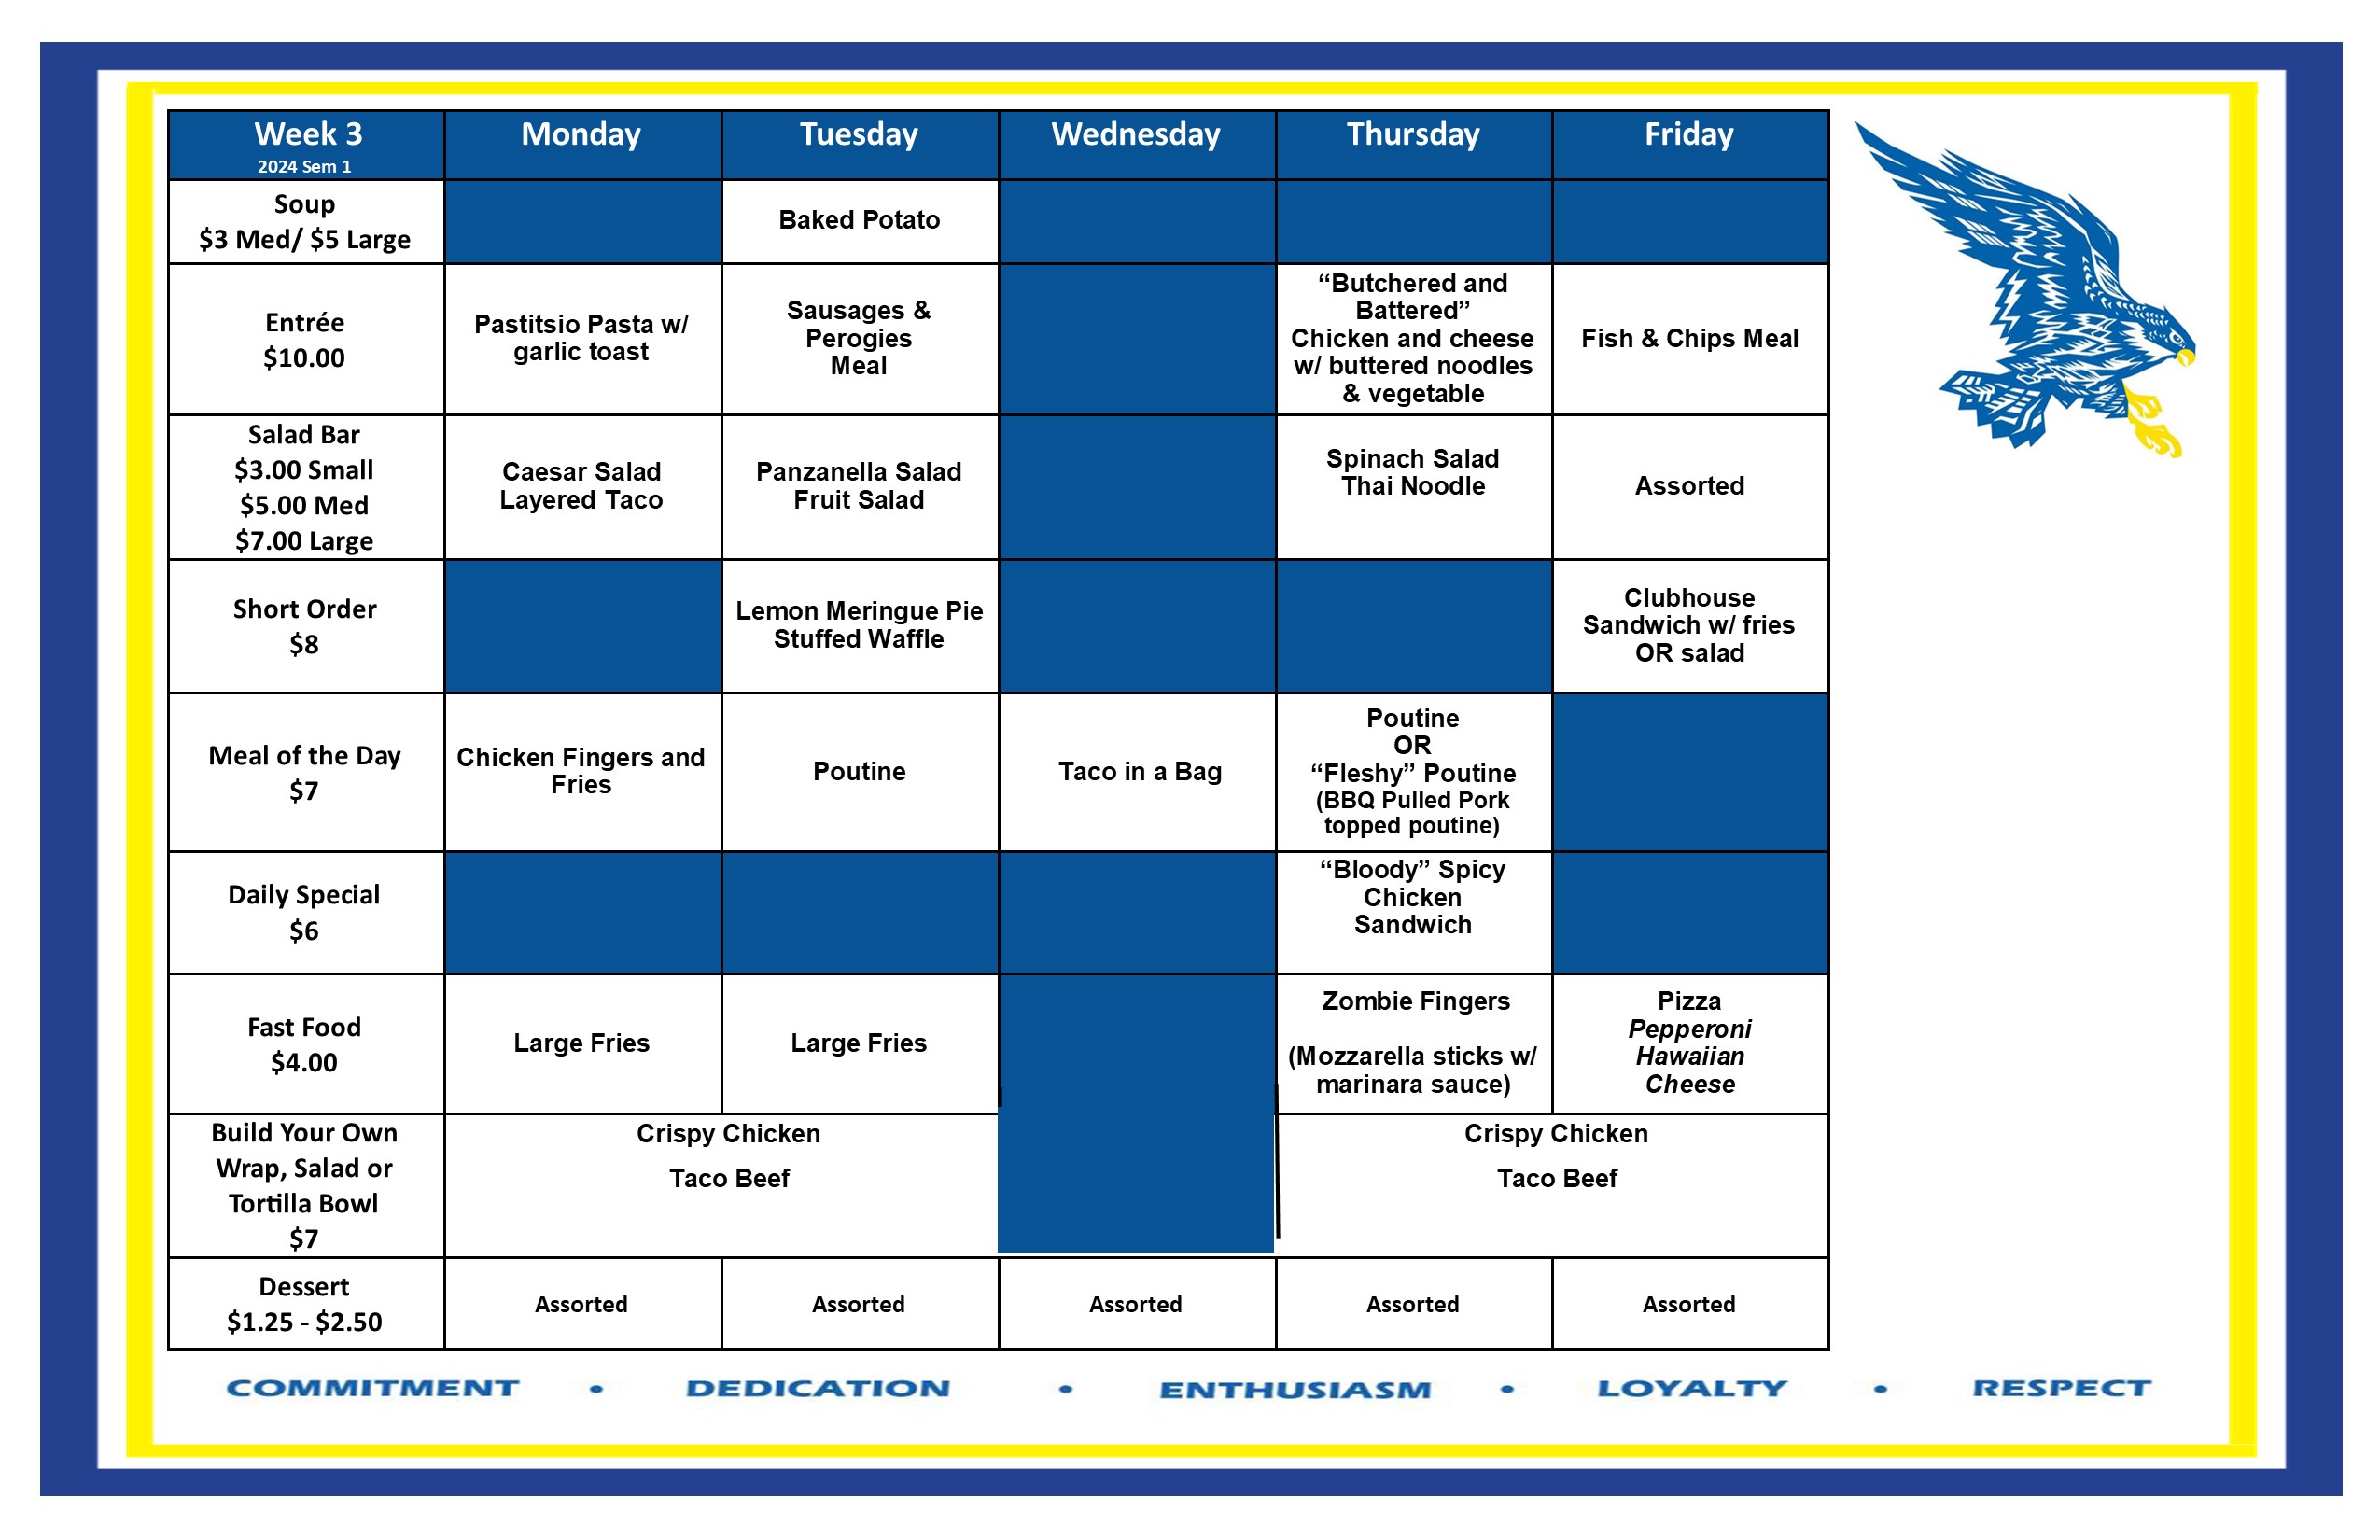 Week 3
2024 Sem 1
Monday
Tuesday
Wednesday
Thursday
Friday
Soup
$3 Med/ $5 Large
Baked Potato
Entrée
$10.00
Pastitsio Pasta w/
garlic toast
Sausages &
Perogies
Meal
“Butchered and
Battered”
Chicken and cheese
w/ buttered noodles
& vegetable
Fish & Chips Meal
Salad Bar
$3.00 Small
$5.00 Med
$7.00 Large
Caesar Salad
Layered Taco
Panzanella Salad
Fruit Salad
Spinach Salad
Thai Noodle
Assorted
Short Order
$8
Lemon Meringue Pie
Stuffed Waffle
Clubhouse
Sandwich w/ fries
OR salad
Meal of the Day
$7
Chicken Fingers and
Fries
Poutine
Taco in a Bag
Poutine
OR
“Fleshy” Poutine
(BBQ Pulled Pork
topped poutine)
Daily Special
$6
“Bloody” Spicy
Chicken
Sandwich
Fast Food
$4.00
Large Fries
Large Fries
Zombie Fingers
(Mozzarella sticks w/
marinara sauce)
Pizza
Pepperoni
Hawaiian
Cheese
Build Your Own
Wrap, Salad or
Tortilla Bowl
$7
Crispy Chicken
Taco Beef
Crispy Chicken
Taco Beef
Dessert
$1.25 - $2.50
Assorted
Assorted
Assorted
Assorted
Assorted
COMMITMENT • DEDICATION • ENTHUSIASM • LOYALTY • RESPECT